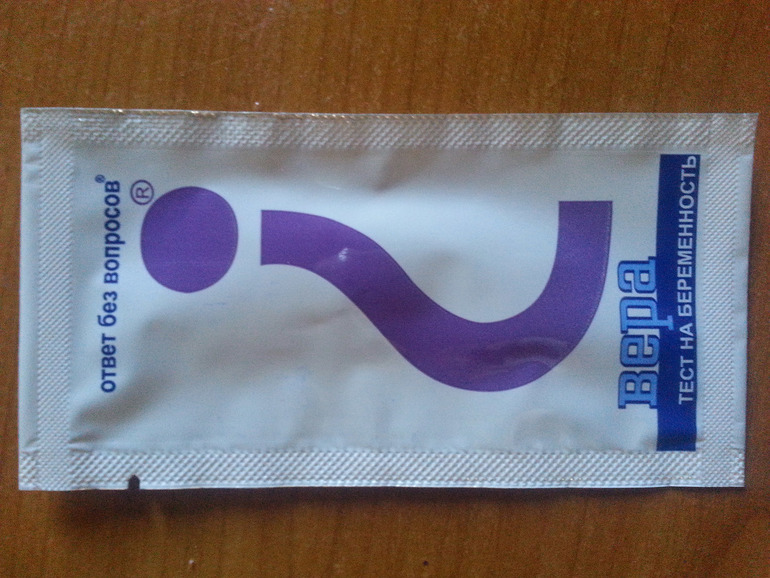 вера
ТЕСТ НА БЕРЕМЕННОСТЬ
?
®
ответ без вопросов®